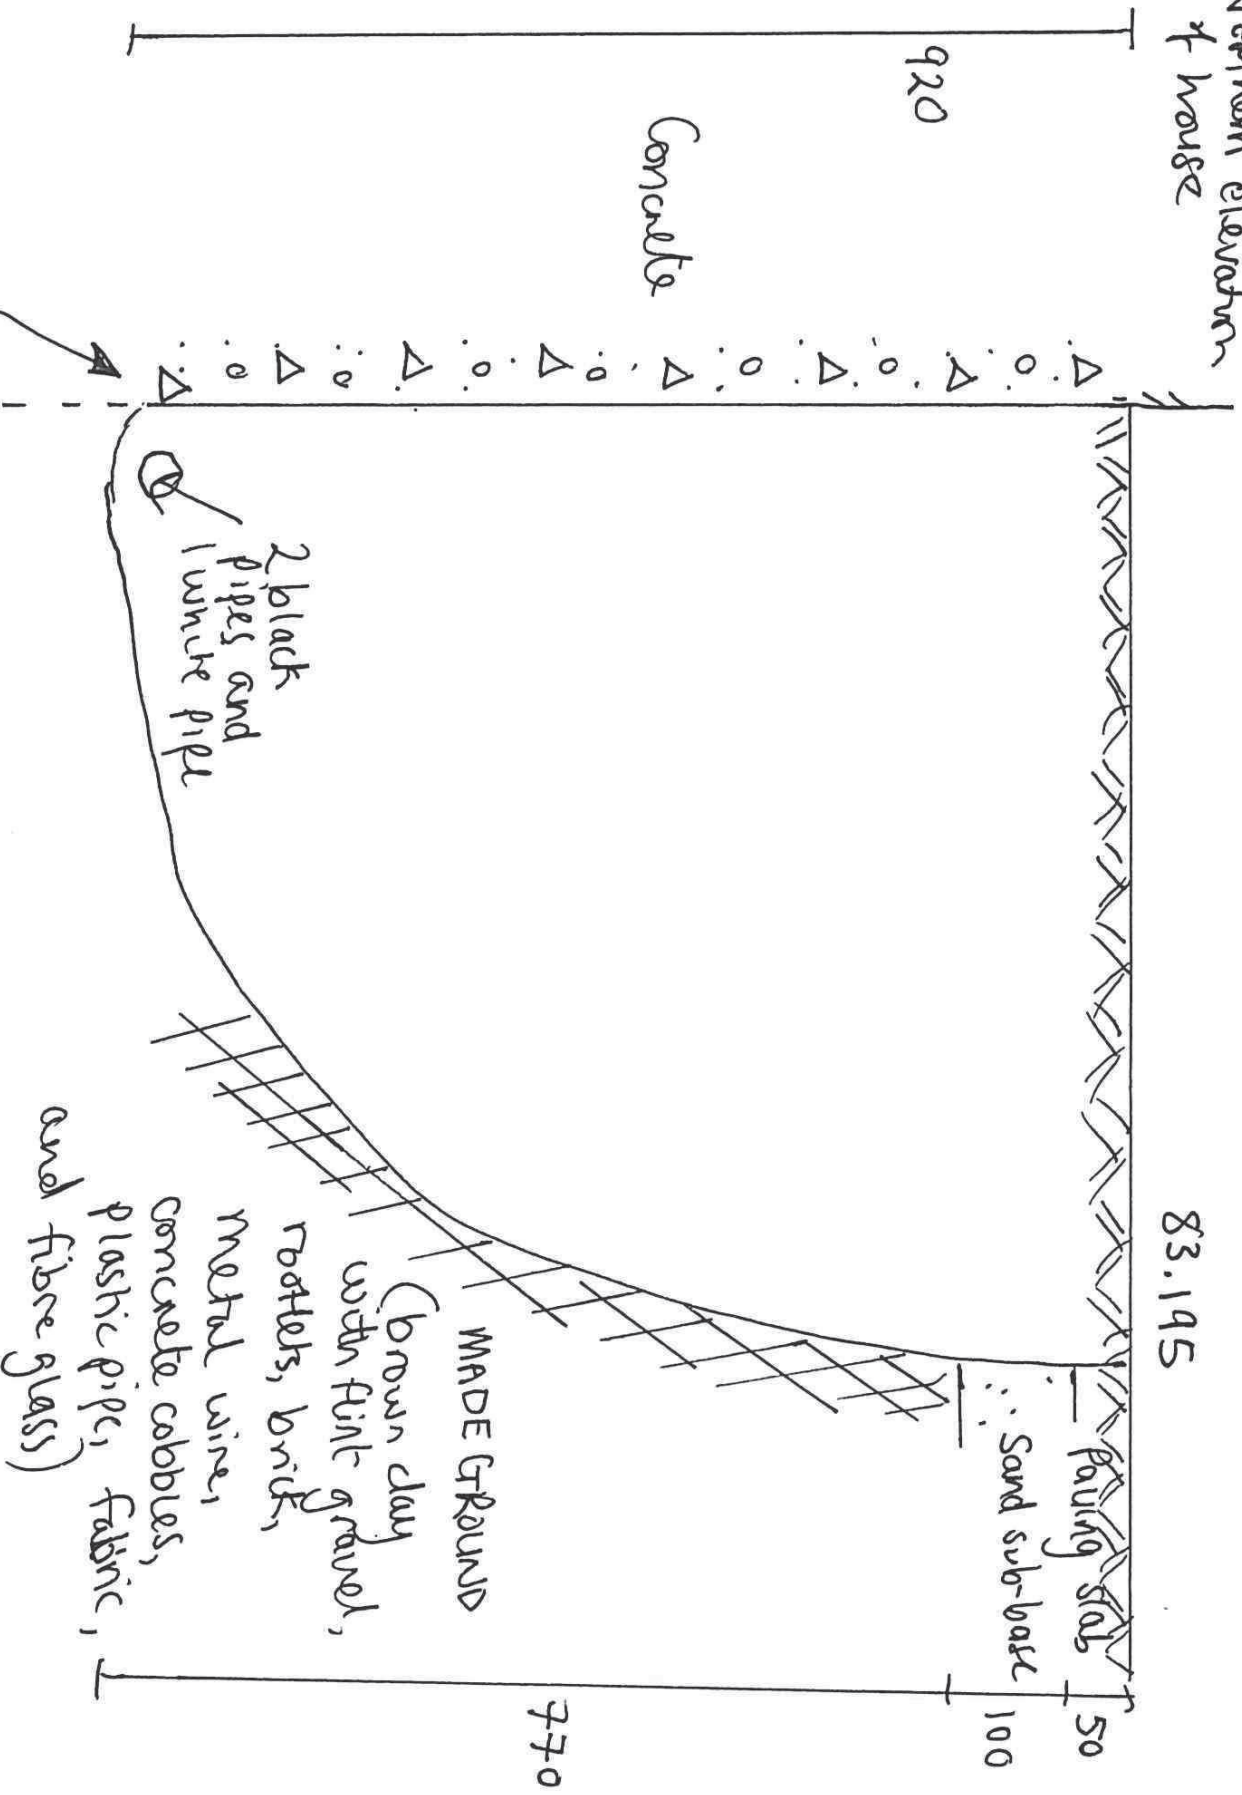 elevation
of house
83.195
920
Concrete
Paving slab
Sand sub-base
50
100
770
MADE GROUND
(brown clay
with flint gravel,
rootlets, brick,
metal wire,
concrete cobbles,
plastic pipe, fabric,
and fibre glass)
2 black
pipes and
1 white pipe